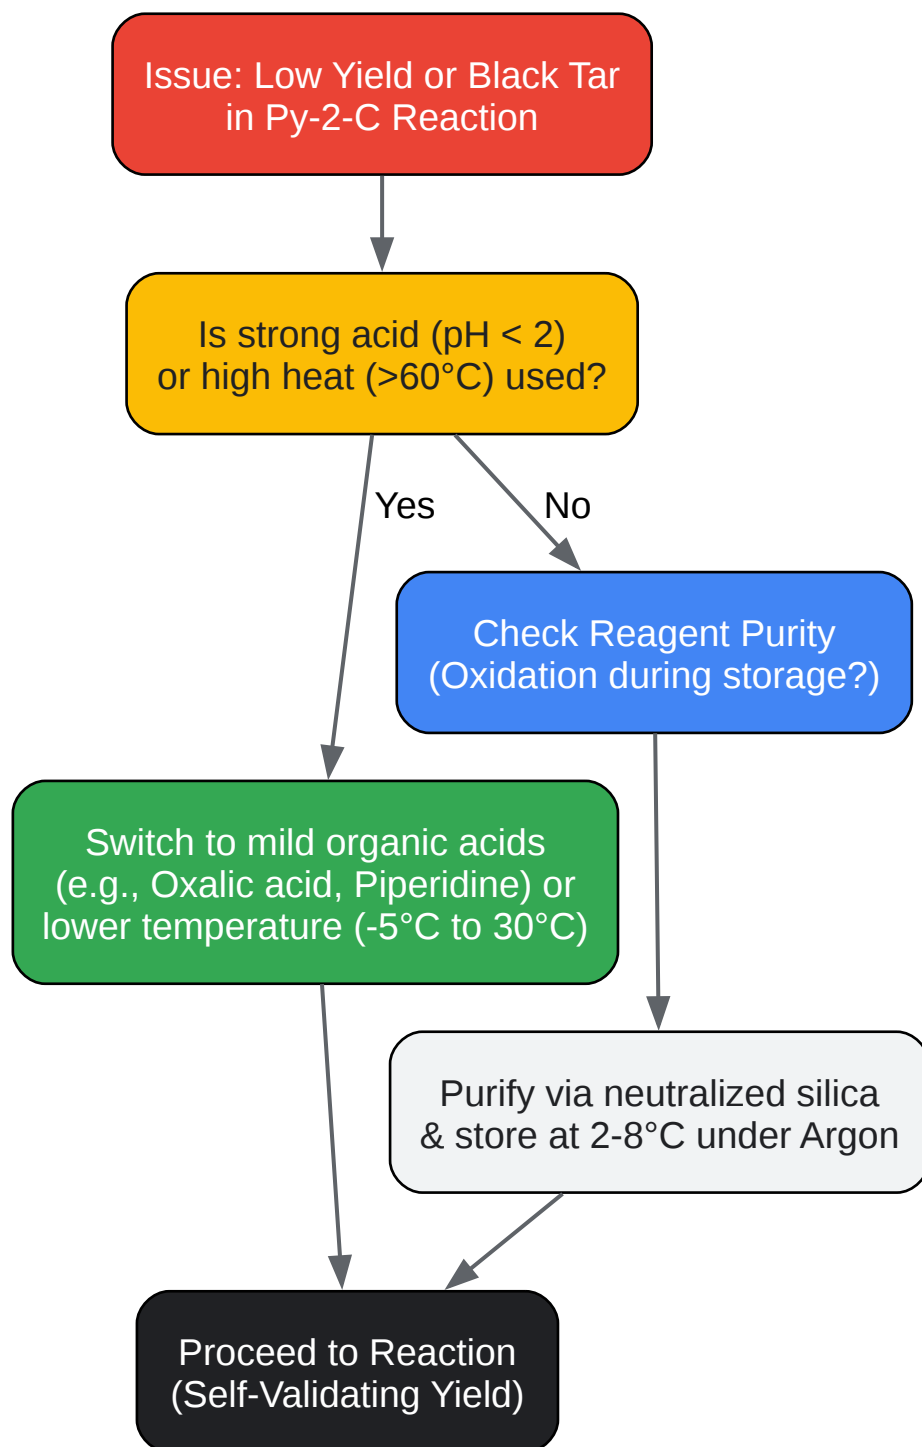 Issue: Low Yield or Black Tar
in Py-2-C Reaction
Is strong acid (pH < 2)
or high heat (>60°C) used?
Yes
No
Check Reagent Purity
(Oxidation during storage?)
Switch to mild organic acids
(e.g., Oxalic acid, Piperidine) or
lower temperature (-5°C to 30°C)
Purify via neutralized silica
& store at 2-8°C under Argon
Proceed to Reaction
(Self-Validating Yield)